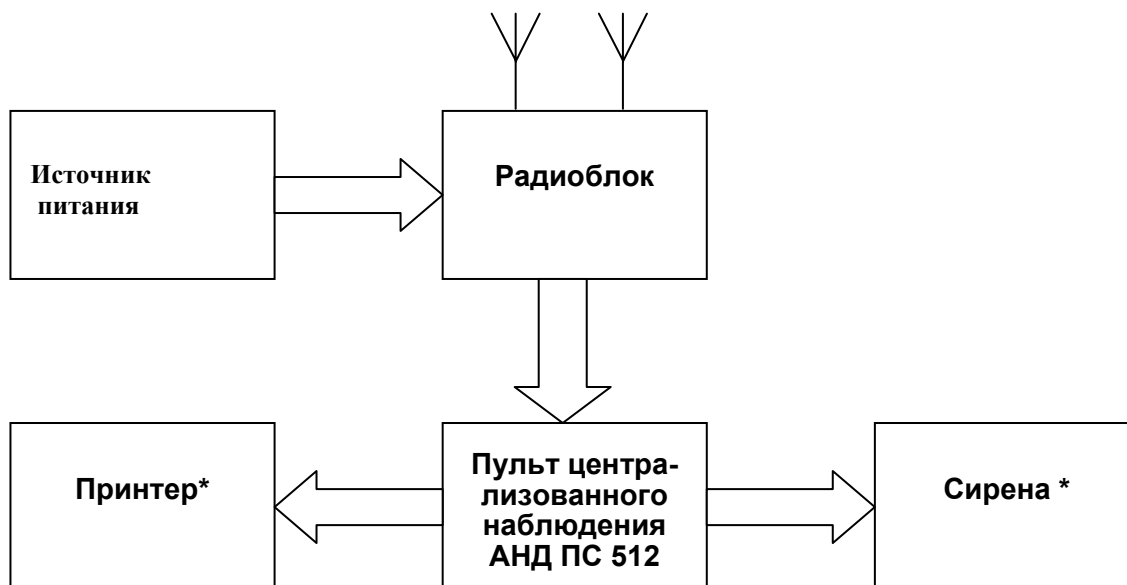 Источник
питания
Радиоблок
Принтер*
Пульт центра-
лизованного
наблюдения
АНД ПС 512
Сирена *